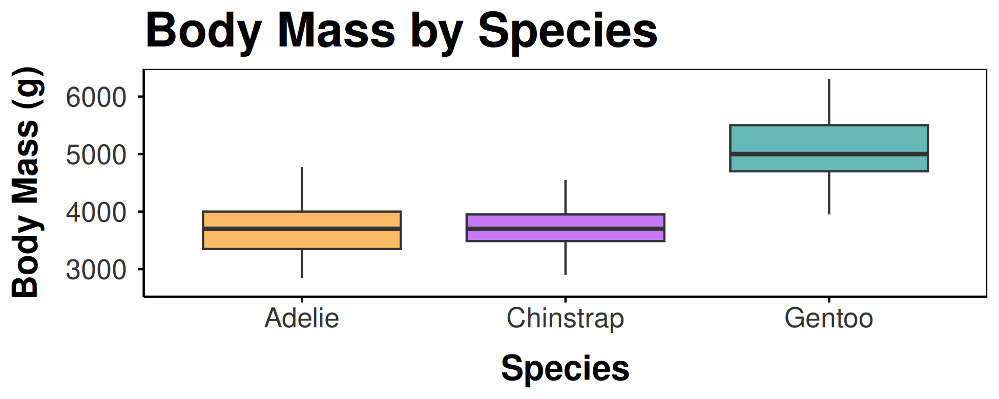 Body Mass by Species
Body Mass (g)
6000
5000
4000
3000
Adelie
Chinstrap
Gentoo
Species